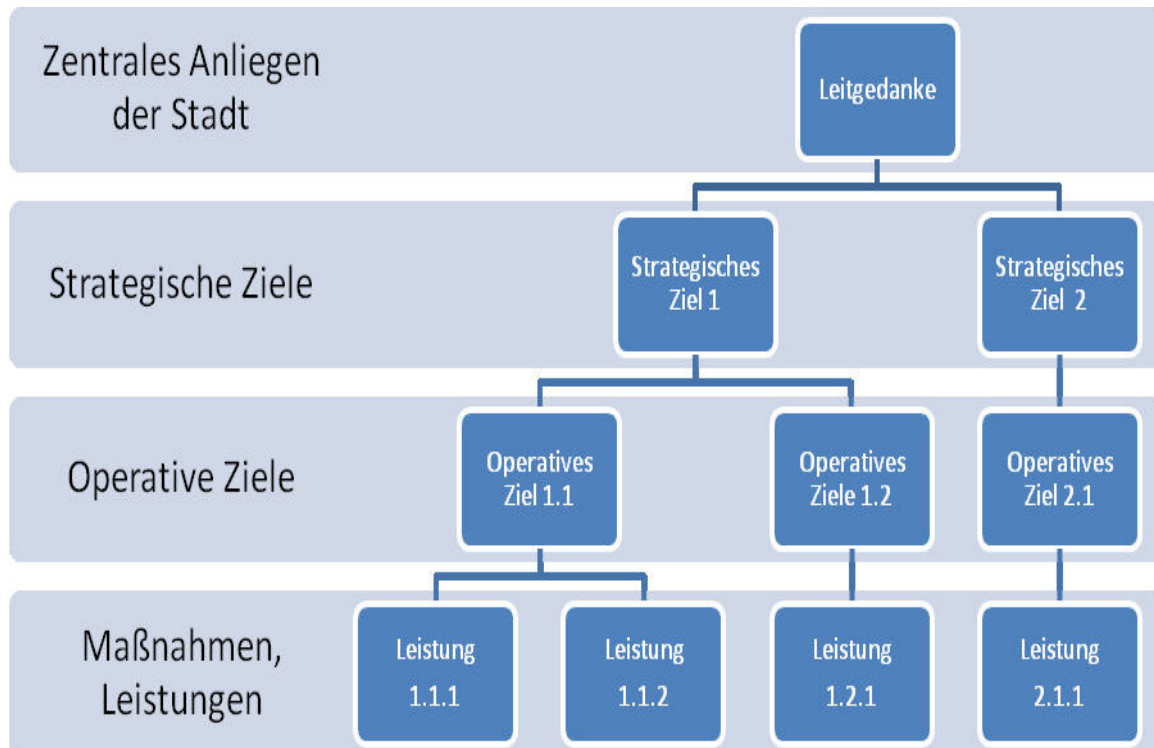 Zentrales Anliegen
der Stadt
Leitgedanke
Strategische Ziele
Strategisches
Ziel 1
Strategisches
Ziel 2
Operative Ziele
Operatives
Ziel 1.1
Operatives
Ziele 1.2
Operatives
Ziel 2.1
Maßnahmen,
Leistungen
Leistung
1.1.1
Leistung
1.1.2
Leistung
1.2.1
Leistung
2.1.1